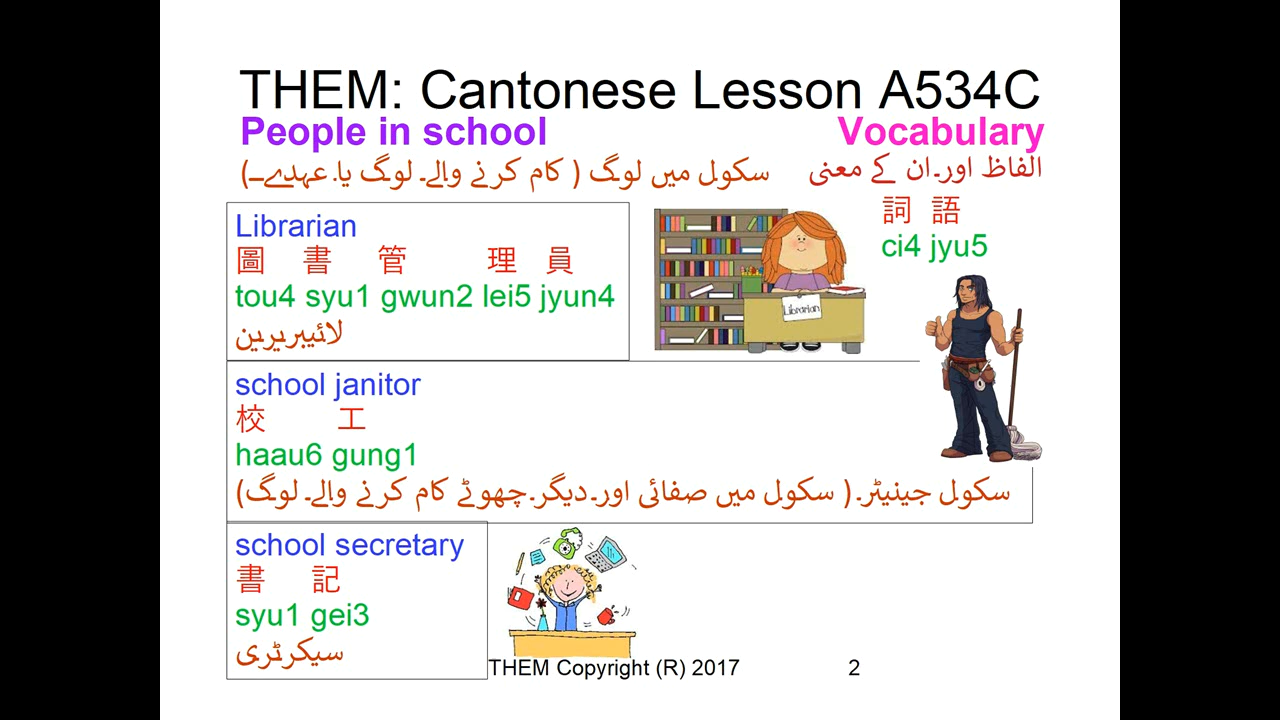 THEM: Cantonese Lesson A534C
People in school
Vocabulary
سکول میں لوگ ( کام کرنے والے۔ لوگ یا۔ عہدے۔)
الفاظ اور۔ان کے معنی
詞 語
ci4 jyu5
Librarian
圖 書 管 理 員
tou4 syu1 gwun2 lei5 jyun4
لائیبریرین
Librarian
school janitor
校 工
haau6 gung1
سکول جینیٹر۔( سکول میں صفائی اور۔دیگر۔چھوٹے کام کرنے والے۔ لوگ)
school secretary
書 記
syu1 gei3
سیکرٹری
THEM Copyright (R) 2017
2